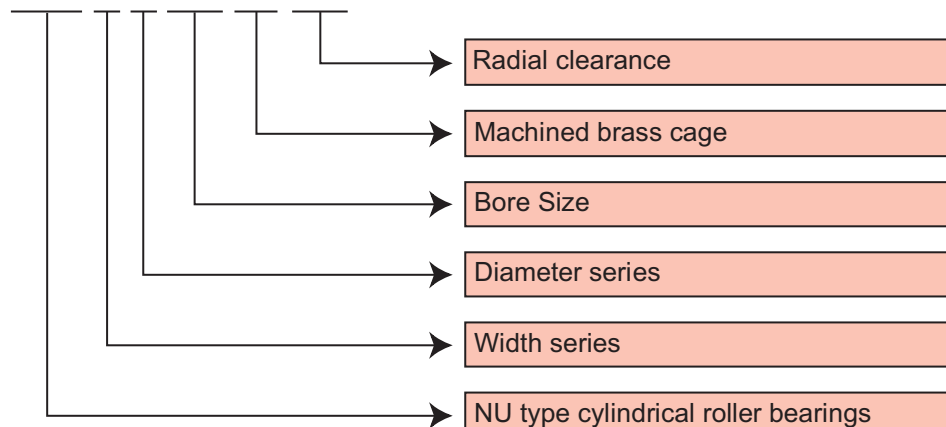 Radial clearance
Machined brass cage
Bore Size
Diameter series
Width series
NU type cylindrical roller bearings